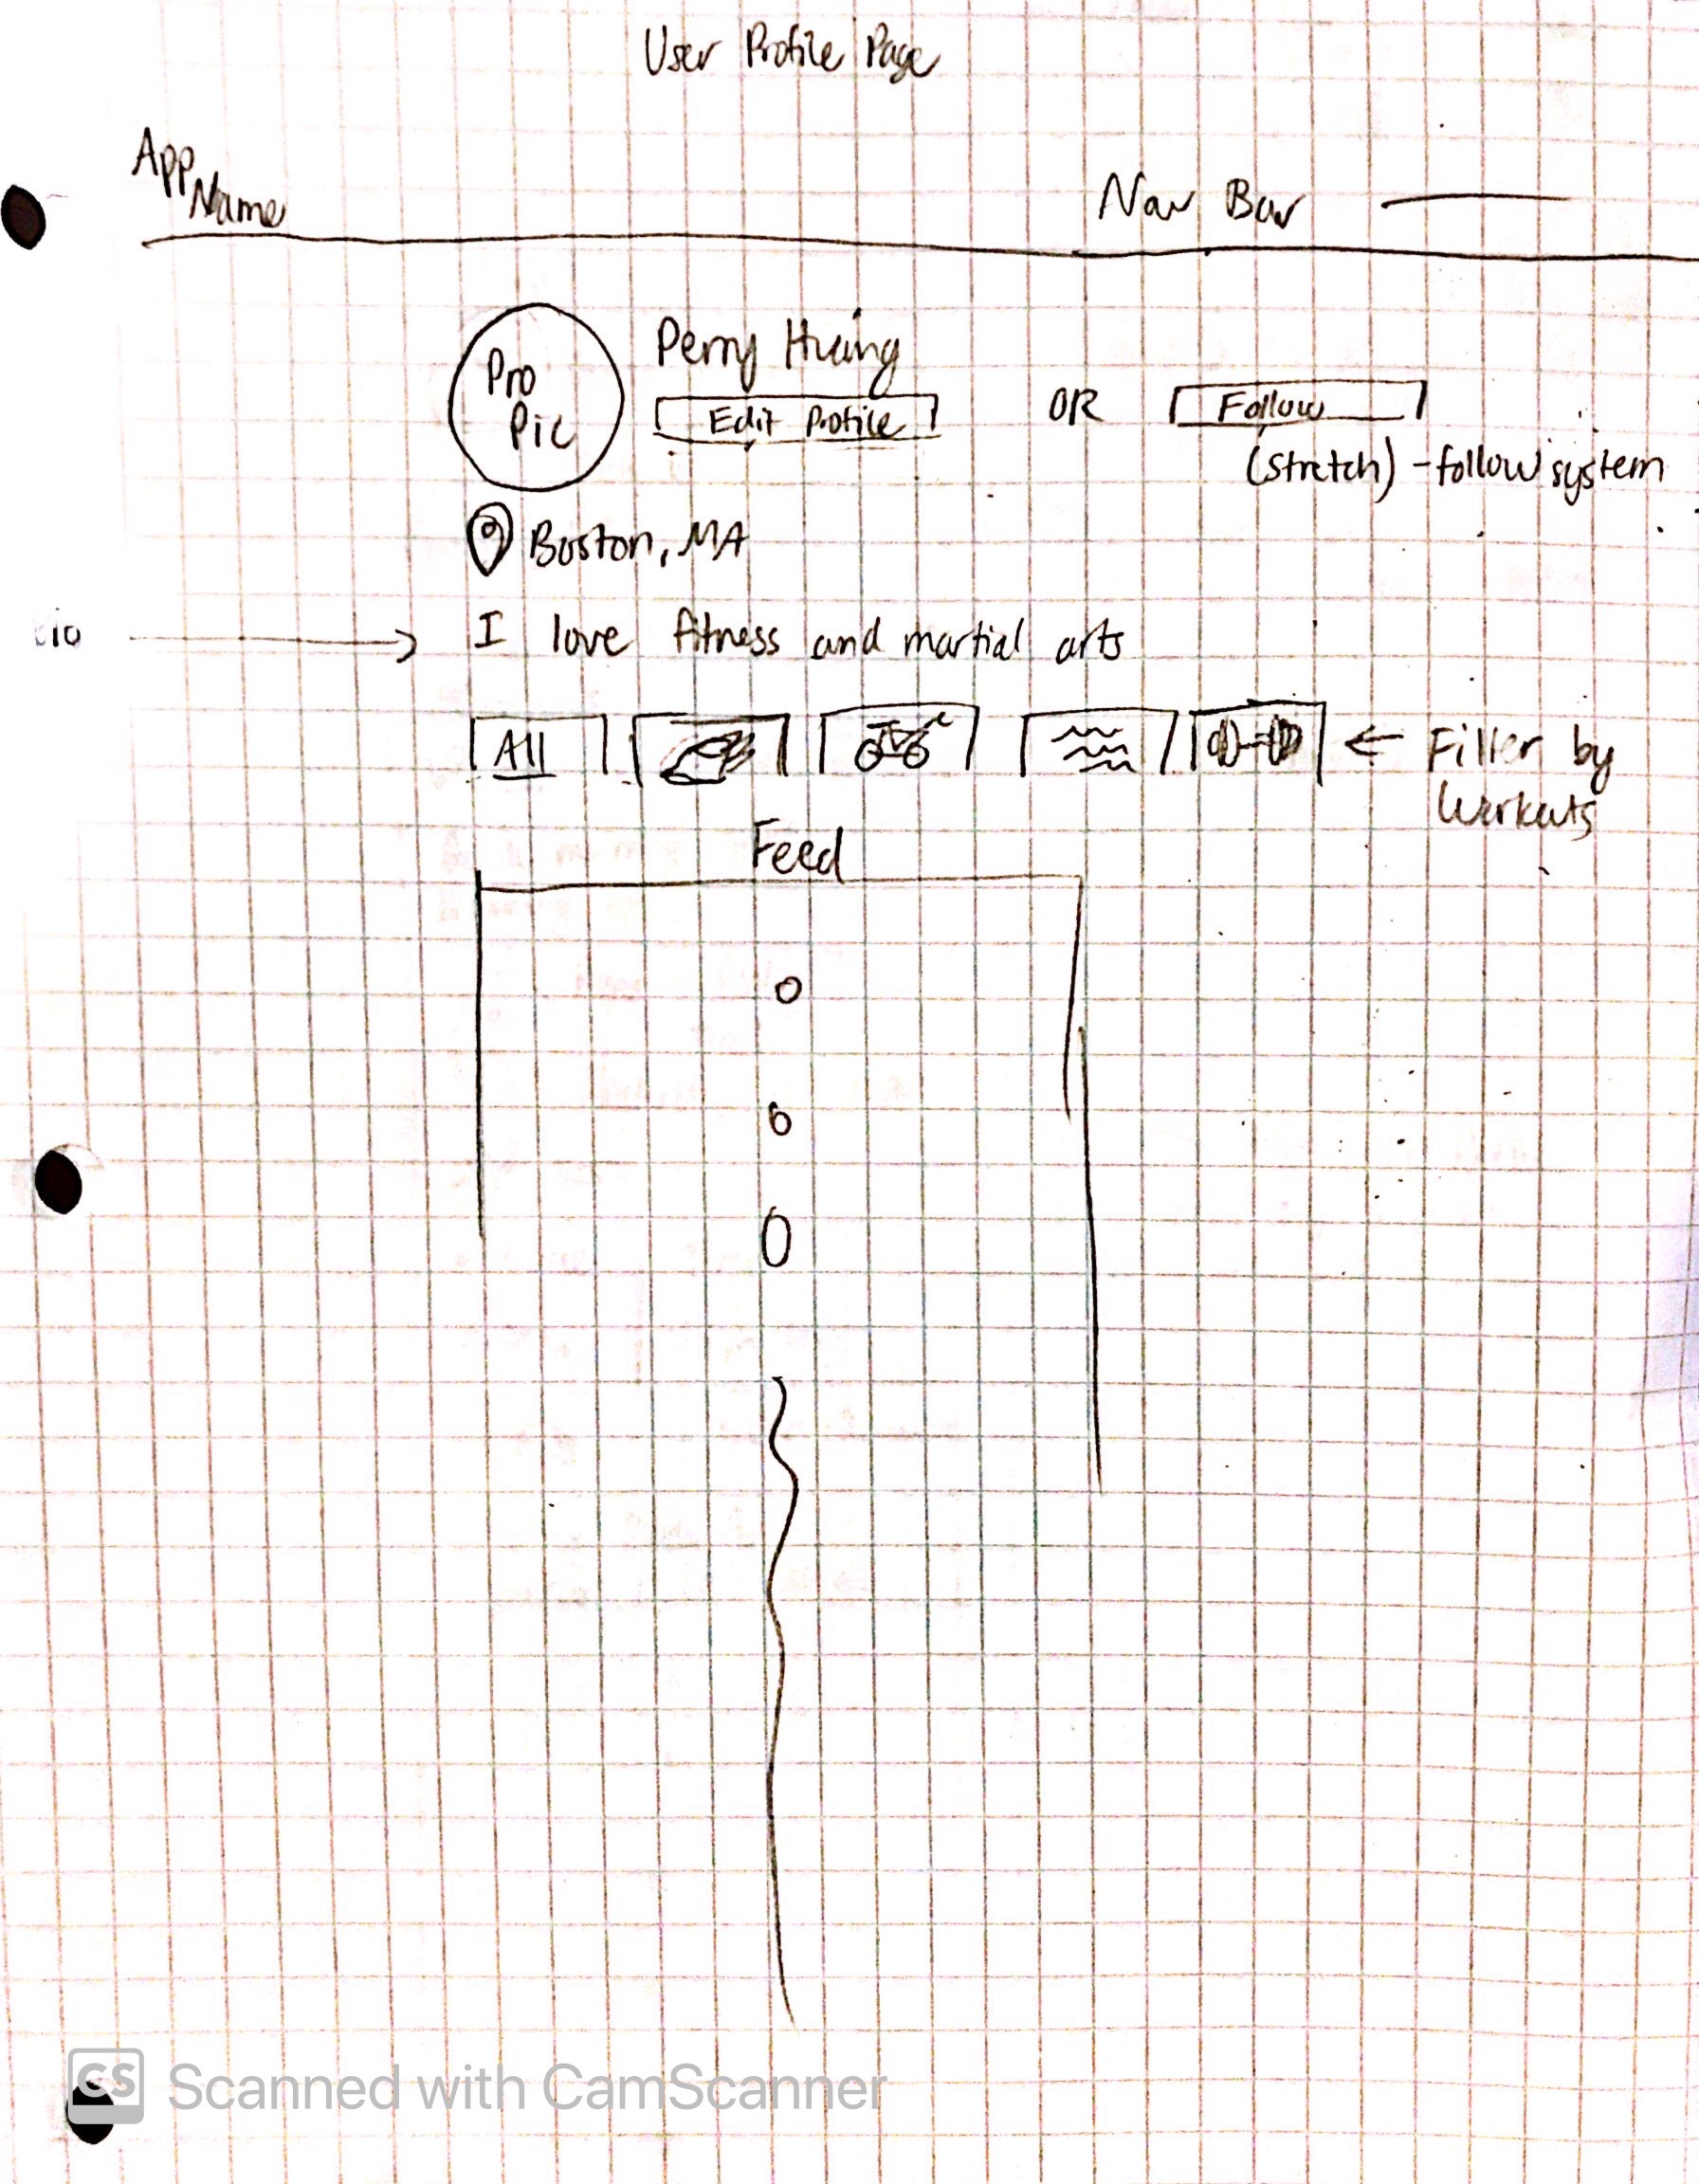 User Profile Page
App
Name
Nav Bar
Pro
Pic
Perry Huang
Edit Profile
OR
Follow
(stretch) - follow system
Boston, MA
I love fitness and martial arts
All
← Filter by
Workouts
Feed
CS Scanned with CamScanner